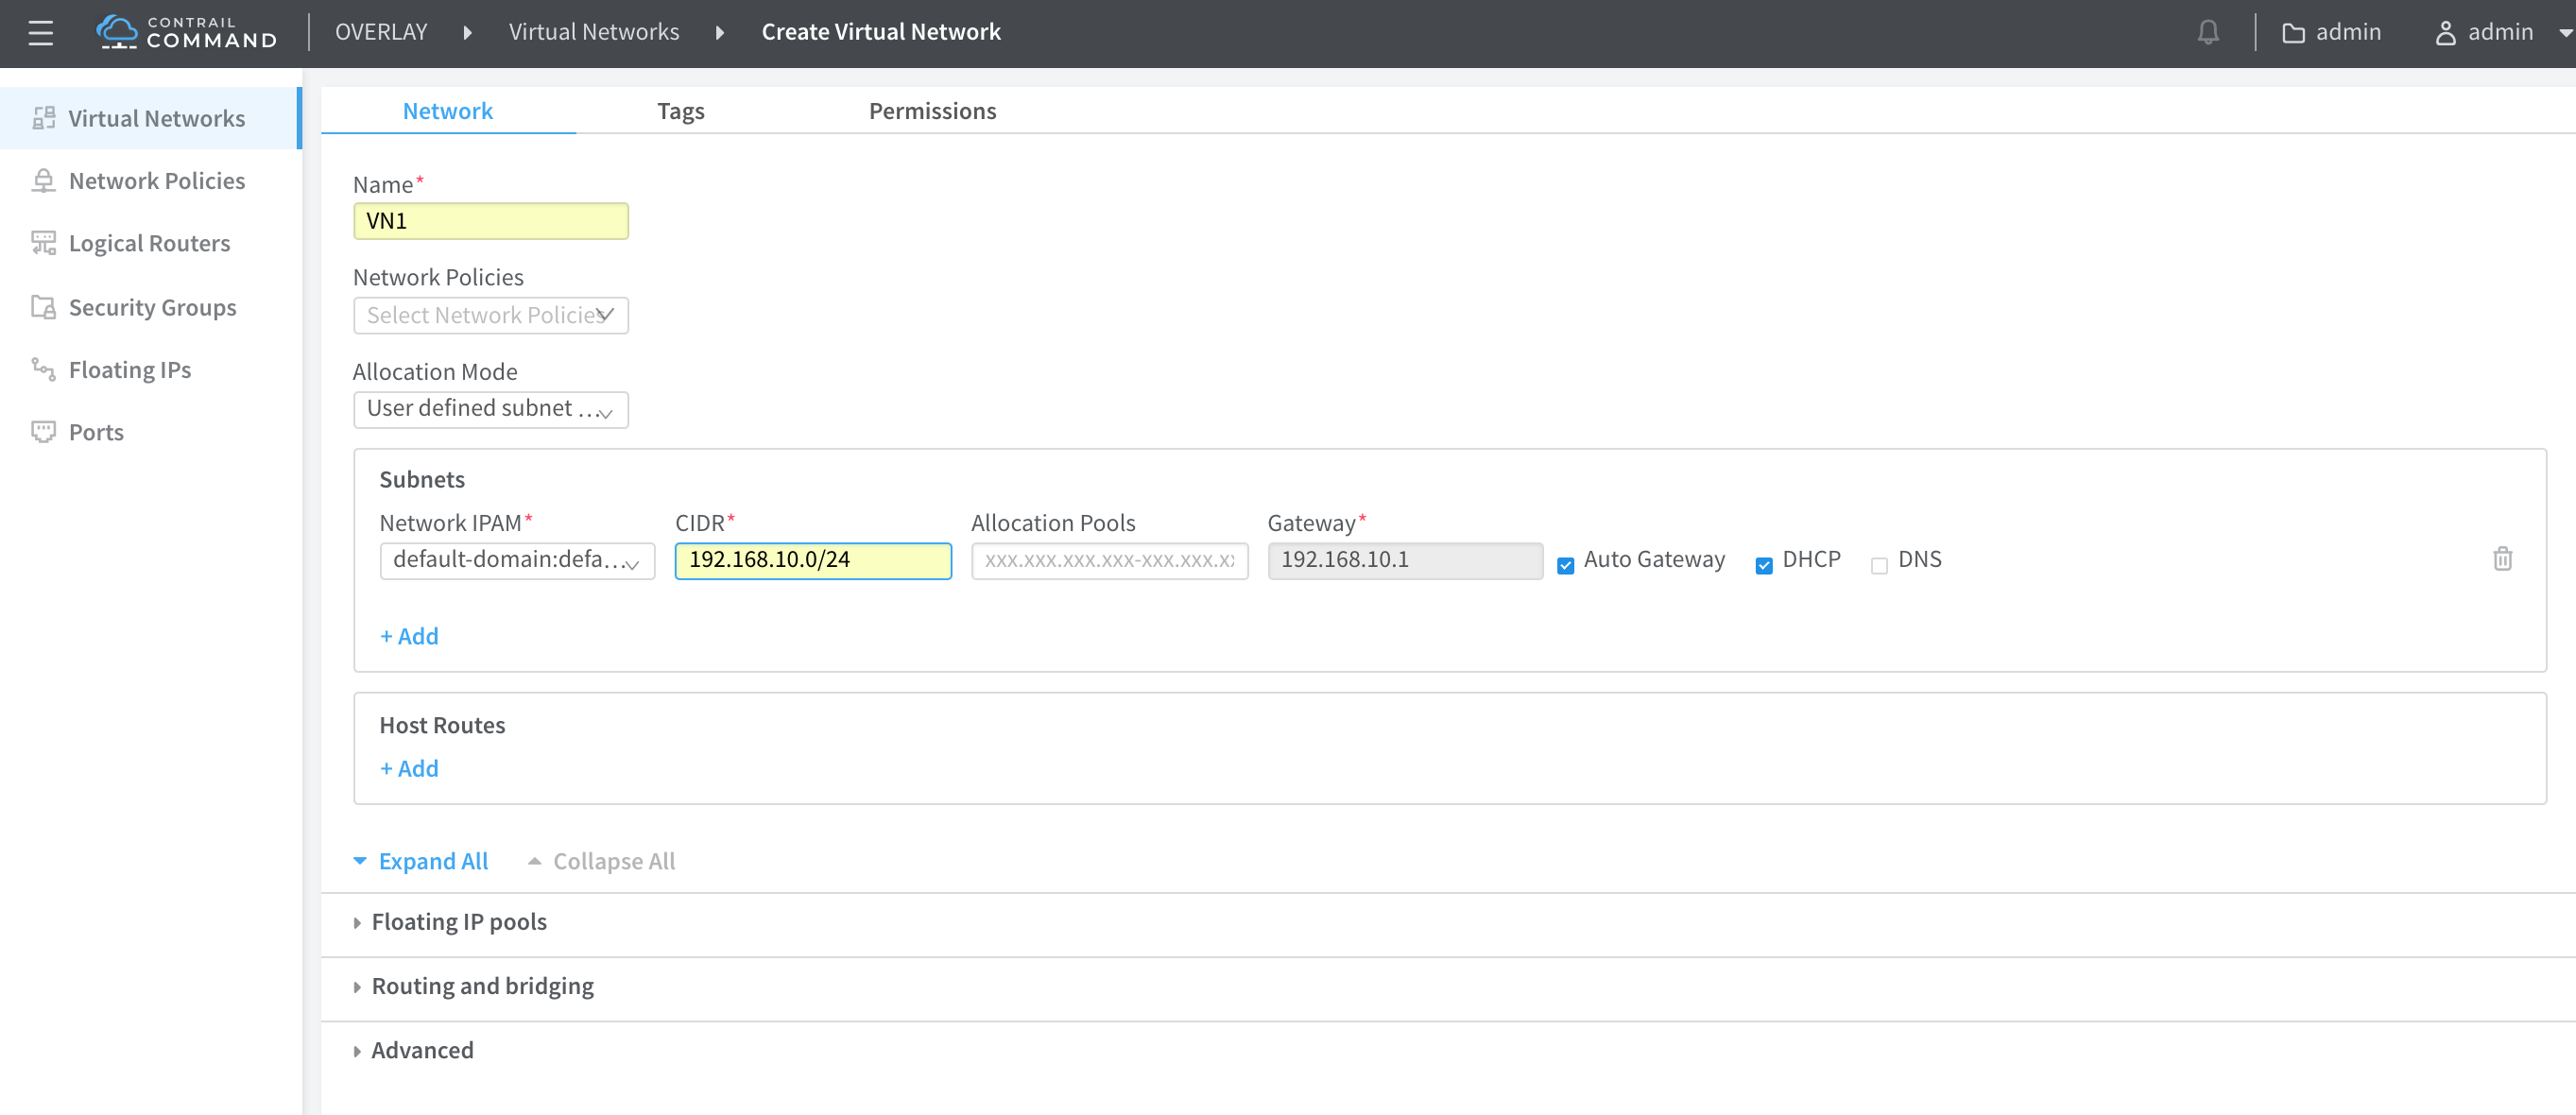 CONTRAIL
COMMAND
OVERLAY Virtual Networks Create Virtual Network admin admin
Virtual Networks
Network Policies
Logical Routers
Security Groups
Floating IPs
Ports
Network Tags Permissions
Name*
VN1
Network Policies
Select Network Policies
Allocation Mode
User defined subnet ...
Subnets
Network IPAM* CIDR* Allocation Pools Gateway*
default-domain:defa... 192.168.10.0/24 xxx.xxx.xxx.xxx-xxx.xxx.xx 192.168.10.1 Auto Gateway DHCP DNS
+ Add
Host Routes
+ Add
Expand All Collapse All
Floating IP pools
Routing and bridging
Advanced